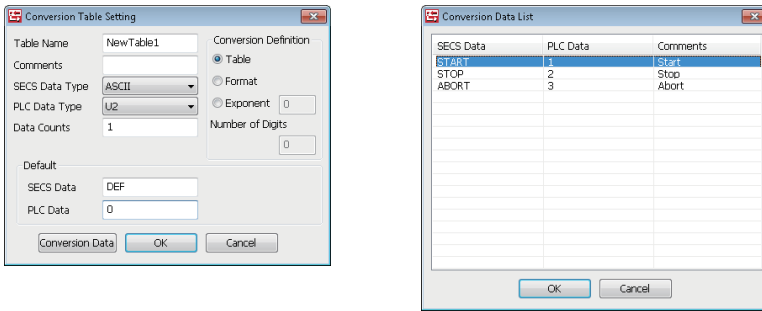 Conversion Table Setting
Table Name NewTable1
Comments
SECS Data Type ASCII
PLC Data Type U2
Data Counts 1
Conversion Definition
Table
Format
Exponent 0
Number of Digits
0
Default
SECS Data DEF
PLC Data 0
Conversion Data OK Cancel
Conversion Data List
SECS Data PLC Data Comments
START 1 Start
STOP 2 Stop
ABORT 3 Abort
OK Cancel